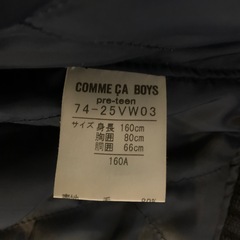 COMME ÇA BOYS
pre-teen
74-25VW03
サイズ 身長 160cm
胸囲 80cm
胴囲 66cm
160A